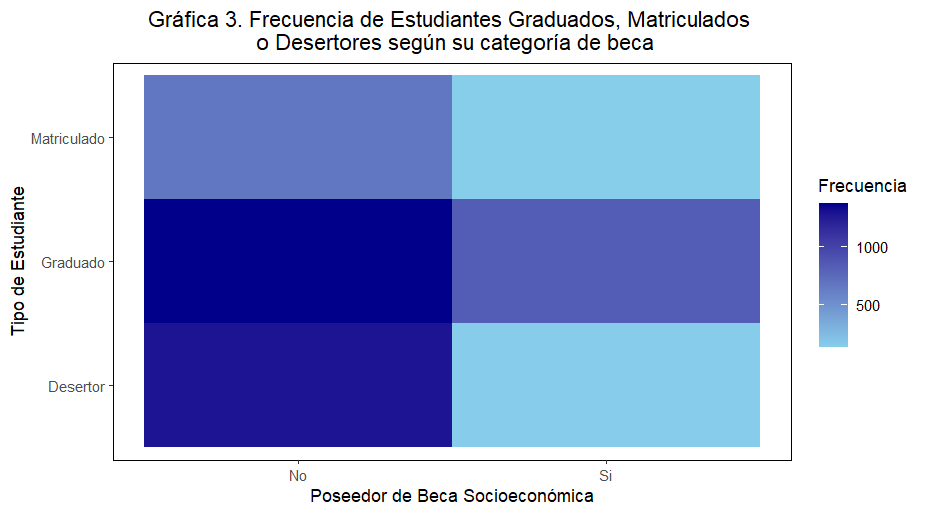 Gráfica 3. Frecuencia de Estudiantes Graduados, Matriculados
o Desertores según su categoría de beca
Tipo de Estudiante
Matriculado
Graduado
Desertor
No
Si
Poseedor de Beca Socioeconómica
Frecuencia
1000
500